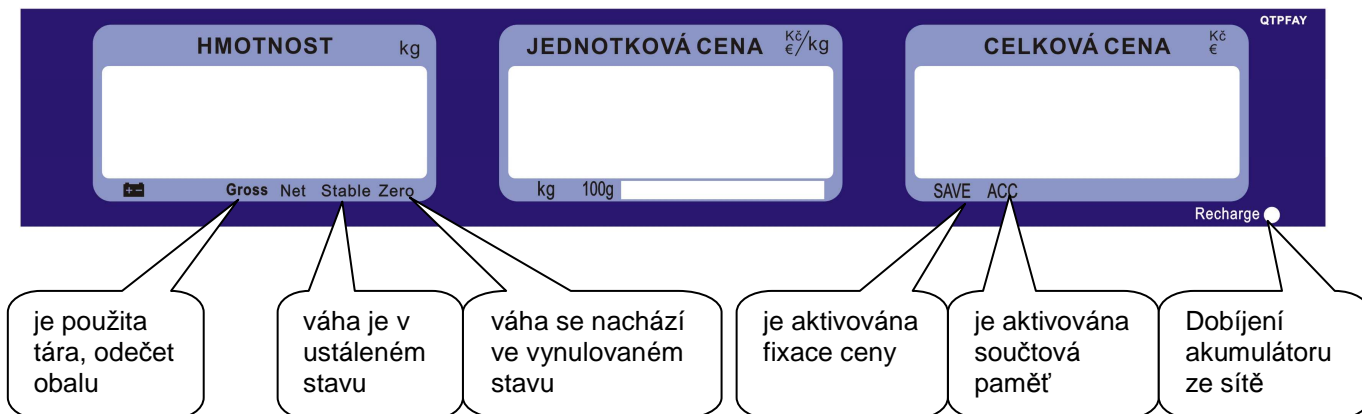 QTPFAY
HMOTNOST kg
JEDNOTKOVÁ CENA Kč €/kg
CELKOVÁ CENA Kč €
Gross Net Stable Zero
kg 100g
SAVE ACC
Recharge
je použita
tára, odečet
obalu
váha je v
ustáleném
stavu
váha se nachází
ve vynulovaném
stavu
je aktivována
fixace ceny
je aktivována
součtová
paměť
Dobíjení
akumulátoru
ze sítě